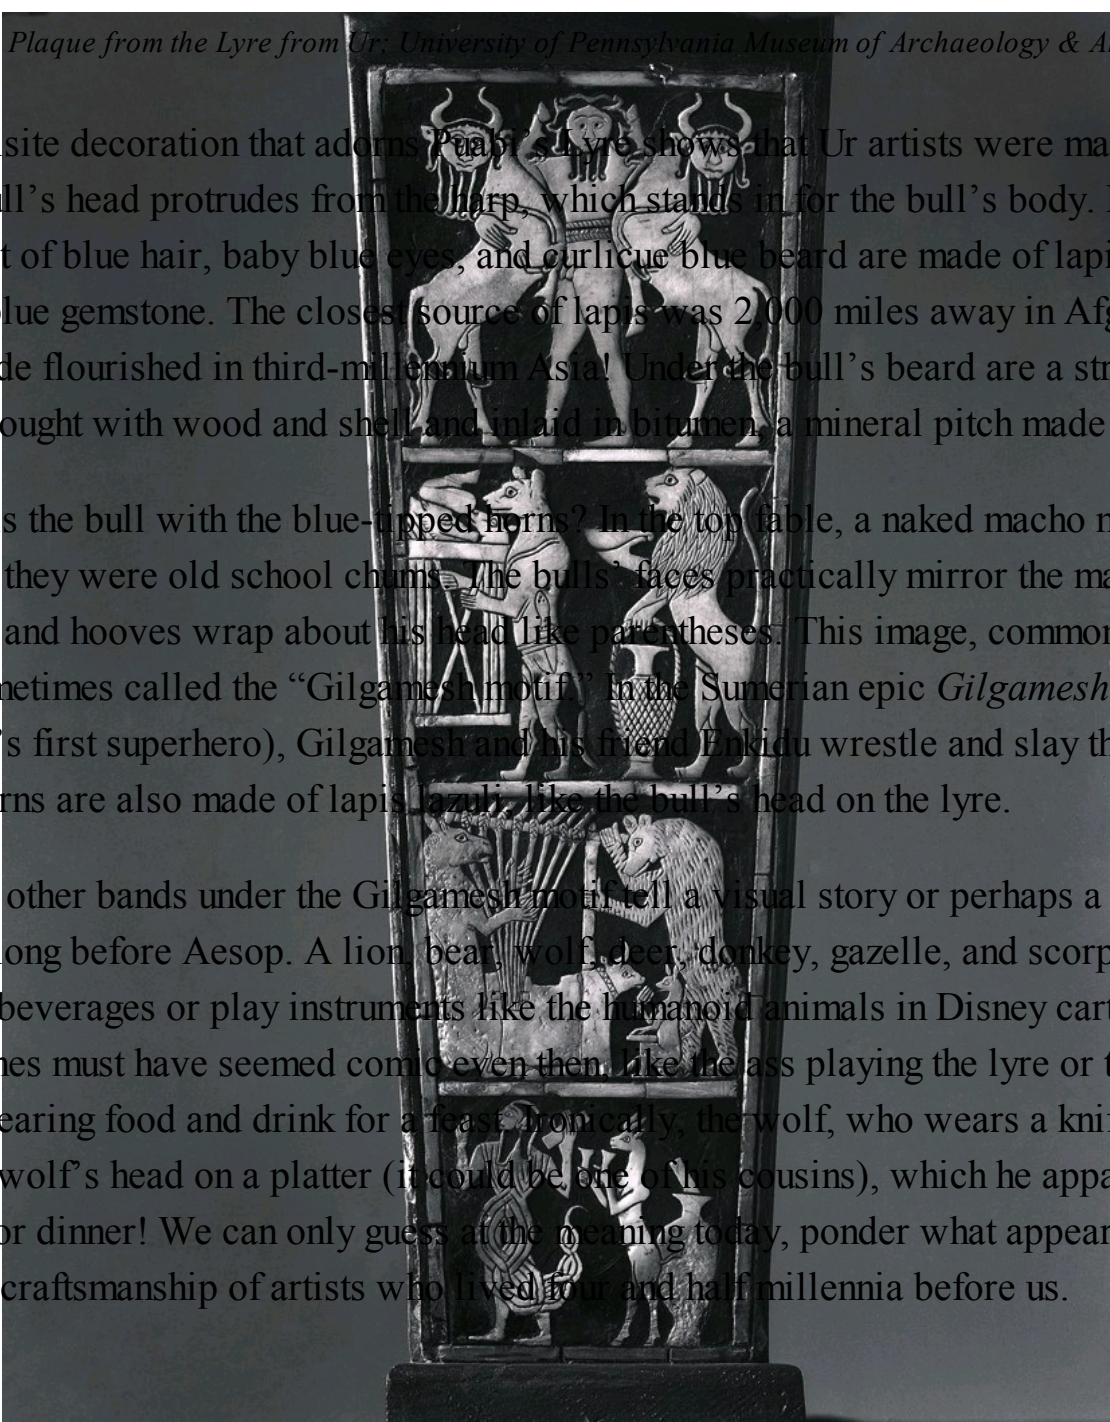 Plaque from the Lyre from Ur; University of Pennsylvania Museum of Archaeology & A
site decoration that adorns Puabi's Lyre shows that Ur artists were ma
ll's head protrudes from the harp, which stands in for the bull's body.
t of blue hair, baby blue eyes, and curlicue blue beard are made of lapi
lue gemstone. The closest source of lapis was 2,000 miles away in Afg
de flourished in third-millennium Asia! Under the bull's beard are a str
ought with wood and shell and inlaid in bitumen, a mineral pitch made
s the bull with the blue-tipped horns? In the top table, a naked macho m
they were old school chums. The bulls' faces practically mirror the ma
and hooves wrap about his head like parentheses. This image, common
metimes called the “Gilgamesh motif.” In the Sumerian epic Gilgamesh
's first superhero), Gilgamesh and his friend Enkidu wrestle and slay th
rns are also made of lapis lazuli, like the bull's head on the lyre.
other bands under the Gilgamesh motif tell a visual story or perhaps a
long before Aesop. A lion, bear, wolf, deer, donkey, gazelle, and scorp
beverages or play instruments like the humanoid animals in Disney cart
nes must have seemed comic even then, like the ass playing the lyre or t
earing food and drink for a feast. Ironically, the wolf, who wears a kni
wolf's head on a platter (it could be one of his cousins), which he appa
or dinner! We can only guess at the meaning today, ponder what appear
craftsmanship of artists who lived four and half millennia before us.